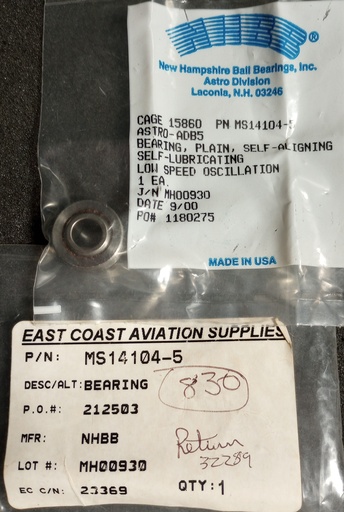 NHBB®
New Hampshire Ball Bearings, Inc.
Astro Division
Laconia, N.H. 03246
CAGE 15860 PN MS14104-5
ASTRO-ADB5
BEARING, PLAIN, SELF-ALIGNING
SELF-LUBRICATING
LOW SPEED OSCILLATION
1 EA.
J/N MH00930
DATE 9/00
PO# 1180275
MADE IN USA
EAST COAST AVIATION SUPPLIES
P/N: MS14104-5
DESC/ALT: BEARING
830
P.O.#: 212503
MFR: NHBB
Return
32289
LOT #: MH00930
EC C/N: 23369 QTY: 1